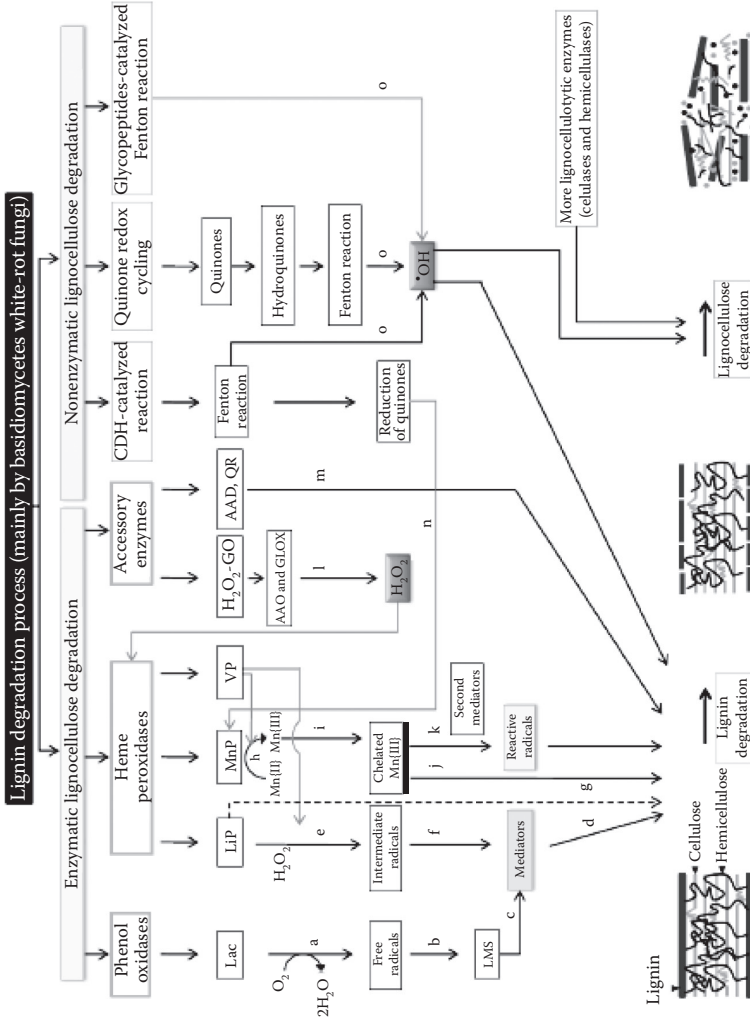 Lignin degradation process (mainly by basidiomycetes white-rot fungi)
Enzymatic lignocellulose degradation
Nonenzymatic lignocellulose degradation
Phenol
oxidases
Heme
peroxidases
Accessory
enzymes
CDH-catalyzed
reaction
Quinone redox
cycling
Glycopeptides-catalyzed
Fenton reaction
Lac
LiP
MnP
VP
H₂O₂-GO
AAD, QR
Fenton
reaction
Quinones
O₂
2H₂O
a
H₂O₂
e
Mn{II}
h
Mn{III}
i
AAO and GLOX
l
m
Hydroquinones
Free
radicals
Intermediate
radicals
Chelated
Mn{III}
H₂O₂
n
Reduction
of quinones
Fenton reaction
o
o
o
•OH
b
f
j
k
Second
mediators
LMS
c
Mediators
Reactive
radicals
d
g
More lignocellulotytic enzymes
(celulases and hemicellulases)
Lignin
Cellulose
Hemicellulose
Lignin
degradation
Lignocellulose
degradation